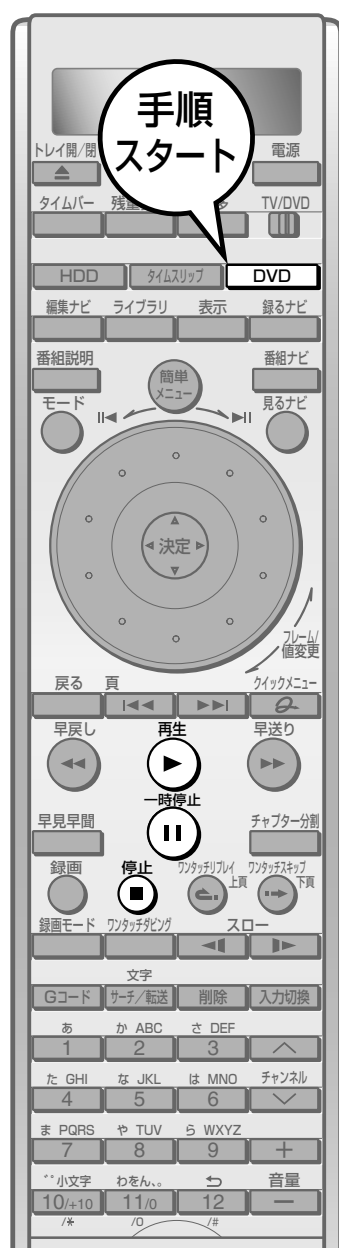 手順
スタート
トレイ開/閉 電源
タイムバー 残 TV/DVD
HDD タイムスリップ DVD
編集ナビ ライブラリ 表示 録るナビ
番組説明 簡単メニュー 番組ナビ
モード 見るナビ
決定
フレーム/
値変更
戻る 頁 クイックメニュー
早戻し 再生 早送り
一時停止
早見早聞 チャプター分割
録画 停止 ワンタッチリプレイ 上頁 ワンタッチスキップ 下頁
録画モード ワンタッチダビング スロー
文字
Gコード サーチ/転送 削除 入力切換
あ か ABC さ DEF
1 2 3
た GHI な JKL は MNO チャンネル
4 5 6
ま PQRS や TUV ら WXYZ
7 8 9 +
゛゜小文字 わをん、。 音量
10/+10 11/0 12 −
/* /0 /#